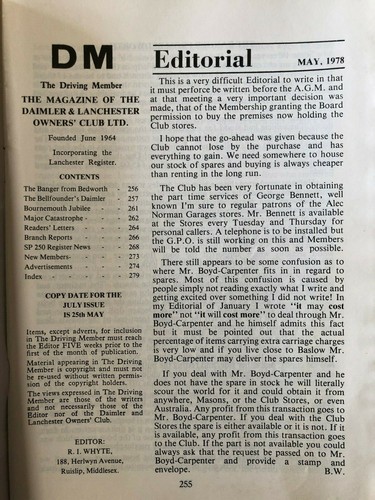 DM
The Driving Member
THE MAGAZINE OF THE
DAIMLER & LANCHESTER
OWNERS' CLUB LTD.
Founded June 1964
Incorporating the
Lanchester Register.
CONTENTS
The Banger from Bedworth - 256
The Bellfounder's Daimler - 257
Bournemouth Jubilee - 261
Major Catastrophe - - 262
Readers' Letters - - 264
Branch Reports - - 266
SP 250 Register News - 268
New Members- - - 273
Advertisements - - 274
Index - - - - 279
COPY DATE FOR THE
JULY ISSUE
IS 25th MAY
Items, except adverts, for inclusion
in The Driving Member must reach
the Editor FIVE weeks prior to the
first of the month of publication.
Material appearing in The Driving
Member is copyright and must not
be re-used without written permis-
sion of the copyright holders.
The views expressed in The Driving
Member are those of the writers
and not necessarily those of the
Editor nor of the Daimler and
Lanchester Owners' Club.
EDITOR:
R. I. WHYTE,
188, Herlwyn Avenue,
Ruislip, Middlesex.
Editorial MAY, 1978
This is a very difficult Editorial to write in that
it must perforce be written before the A.G.M. and
at that meeting a very important decision was
made, that of the Membership granting the Board
permission to buy the premises now holding the
Club stores.
I hope that the go-ahead was given because the
Club cannot lose by the purchase and has
everything to gain. We need somewhere to house
our stock of spares and buying is always cheaper
than renting in the long run.
The Club has been very fortunate in obtaining
the part time services of George Bennett, well
known I'm sure to regular patrons of the Alec
Norman Garages stores. Mr. Bennett is available
at the Stores every Tuesday and Thursday for
personal callers. A telephone is to be installed but
the G.P.O. is still working on this and Members
will be told the number as soon as possible.
There still appears to be some confusion as to
where Mr. Boyd-Carpenter fits in in regard to
spares. Most of this confusion is caused by
people simply not reading exactly what I write and
getting excited over something I did not write! In
my Editorial of January I wrote "it may cost
more" not "it will cost more" to deal through Mr.
Boyd-Carpenter and he himself admits this fact
but it must be pointed out that the actual
percentage of items carrying extra carriage charges
is very low and if you live close to Baslow Mr.
Boyd-Carpenter may deliver the spares himself.
If you deal with Mr. Boyd-Carpenter and he
does not have the spare in stock he will literally
scour the world for it and could obtain it from
anywhere, Masons, or the Club Stores, or even
Australia. Any profit from this transaction goes to
Mr. Boyd-Carpenter. If you deal with the Club
Stores the spare is either available or it is not. If it
is available, any profit from this transaction goes
to the Club. If the part is not available you could
always ask that the request be passed on to Mr.
Boyd-Carpenter and provide a stamp and
envelope. B.W.
255